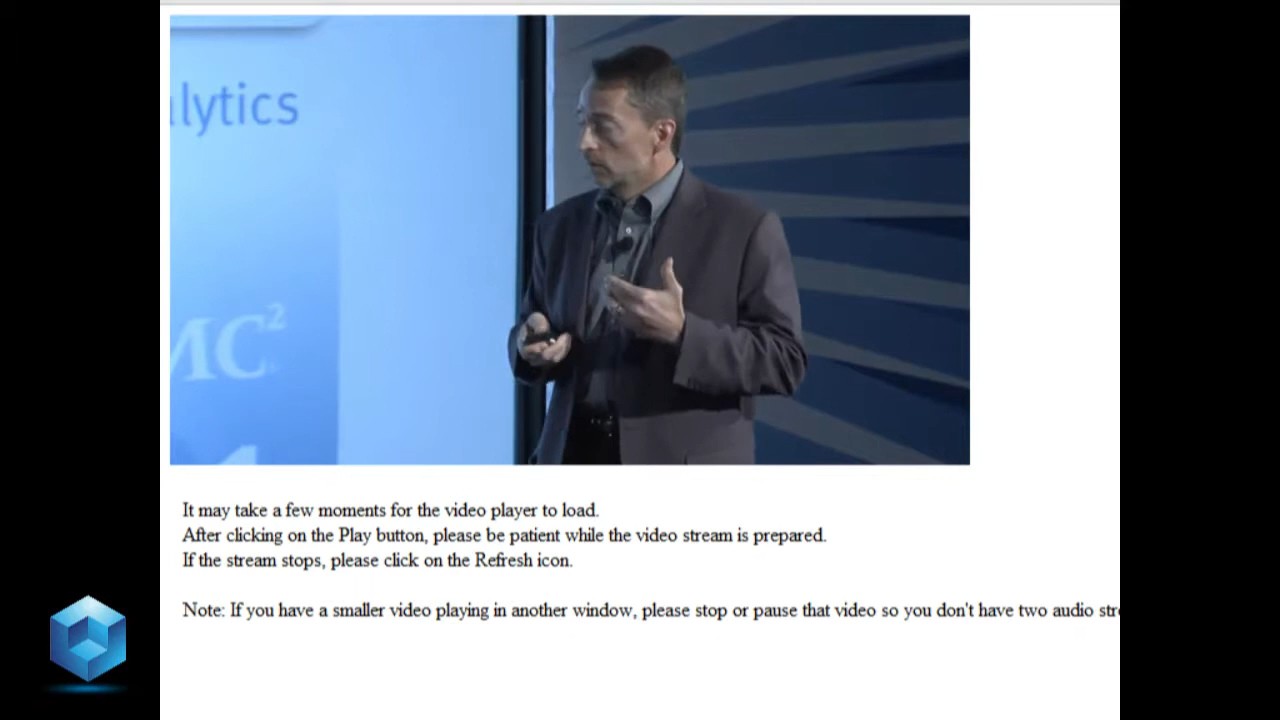 lytics
MC²
It may take a few moments for the video player to load.
After clicking on the Play button, please be patient while the video stream is prepared.
If the stream stops, please click on the Refresh icon.
Note: If you have a smaller video playing in another window, please stop or pause that video so you don't have two audio